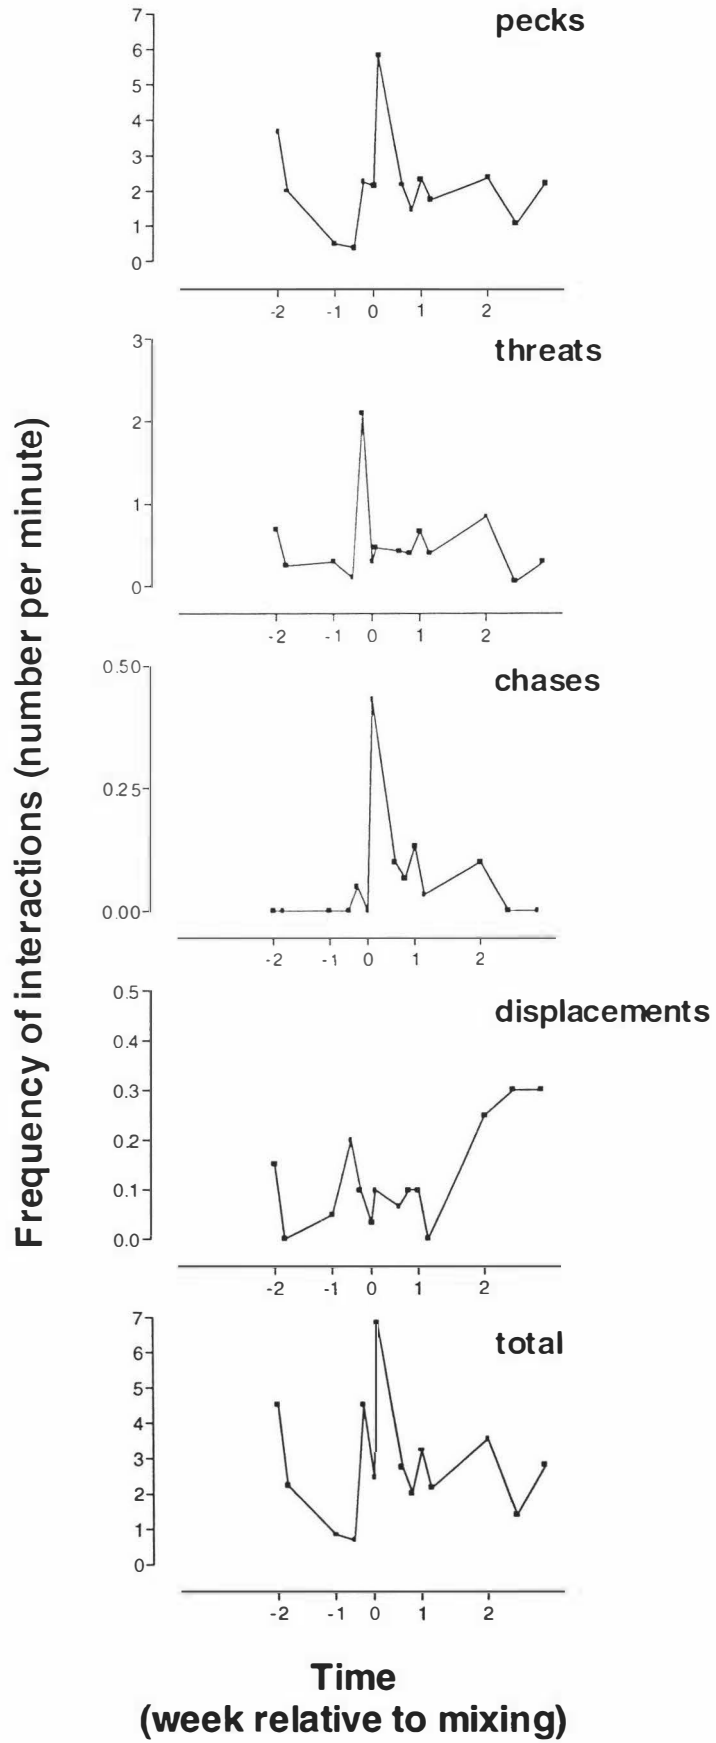 Frequency of interactions (number per minute)
pecks
7
6
5
4
3
2
1
0
-2 -1 0 1 2
threats
3
2
1
0
-2 -1 0 1 2
chases
0.50
0.25
0.00
-2 -1 0 1 2
displacements
0.5
0.4
0.3
0.2
0.1
0.0
-2 -1 0 1 2
total
7
6
5
4
3
2
1
0
-2 -1 0 1 2
Time
(week relative to mixing)